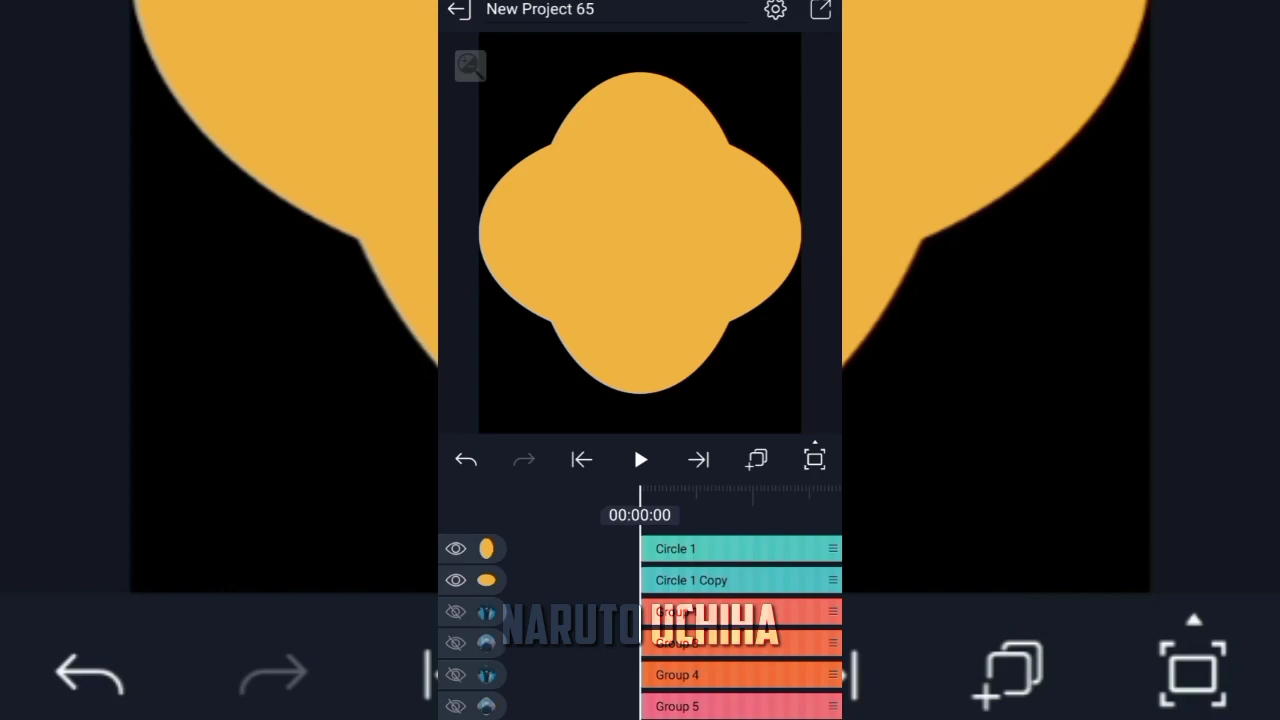 New Project 65
00:00:00
Circle 1
Circle 1 Copy
NARUTO UCHIHA
Group 4
Group 5